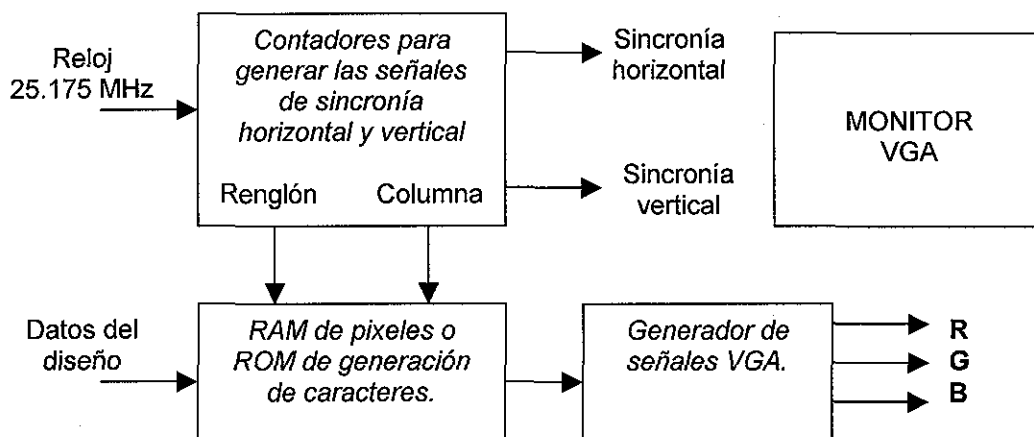 Reloj
25.175 MHz
Contadores para
generar las señales
de sincronía
horizontal y vertical
Renglón Columna
Sincronía
horizontal
Sincronía
vertical
MONITOR
VGA
Datos del
diseño
RAM de pixeles o
ROM de generación
de caracteres.
Generador de
señales VGA.
R
G
B